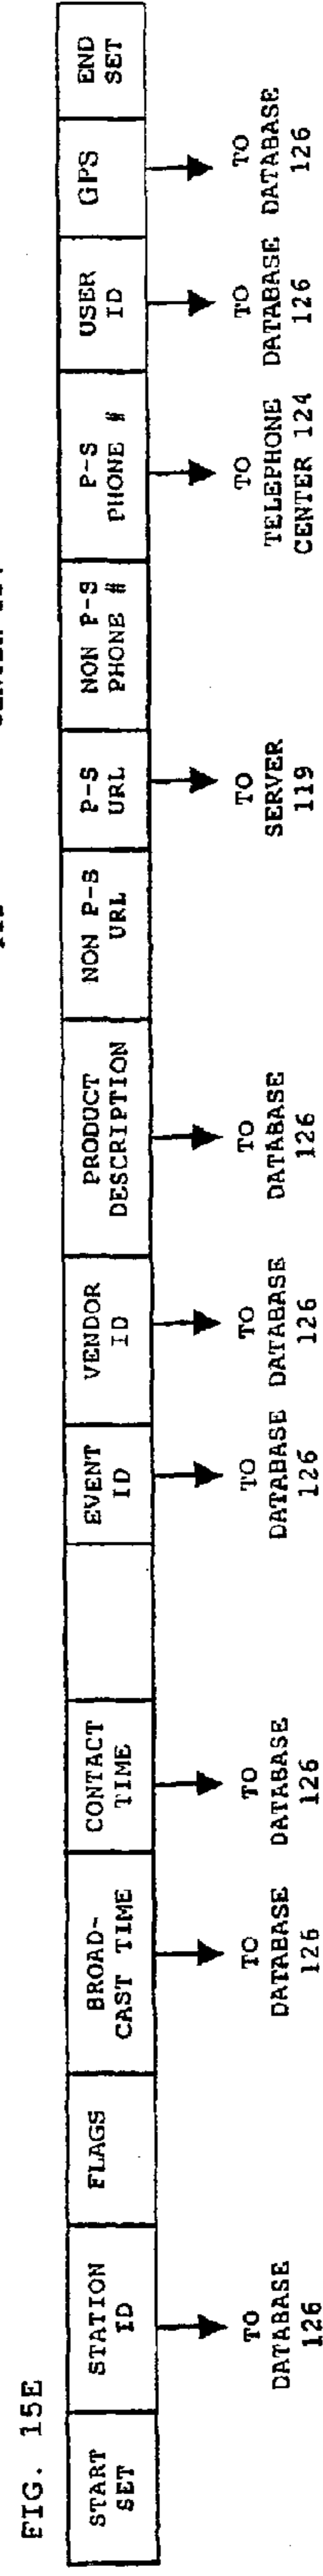 FIG. 15E
START
SET
STATION
ID
FLAGS
BROAD-
CAST TIME
CONTACT
TIME
EVENT
ID
VENDOR
ID
PRODUCT
DESCRIPTION
NON P-S
URL
P-S
URL
NON P-S
PHONE #
P-S
PHONE #
USER
ID
GPS
END
SET
TO
DATABASE
126
TO
DATABASE
126
TO
DATABASE
126
TO
DATABASE
126
TO
DATABASE
126
TO
DATABASE
126
TO
SERVER
119
TO
TELEPHONE
CENTER 124
TO
DATABASE
126
TO
DATABASE
126